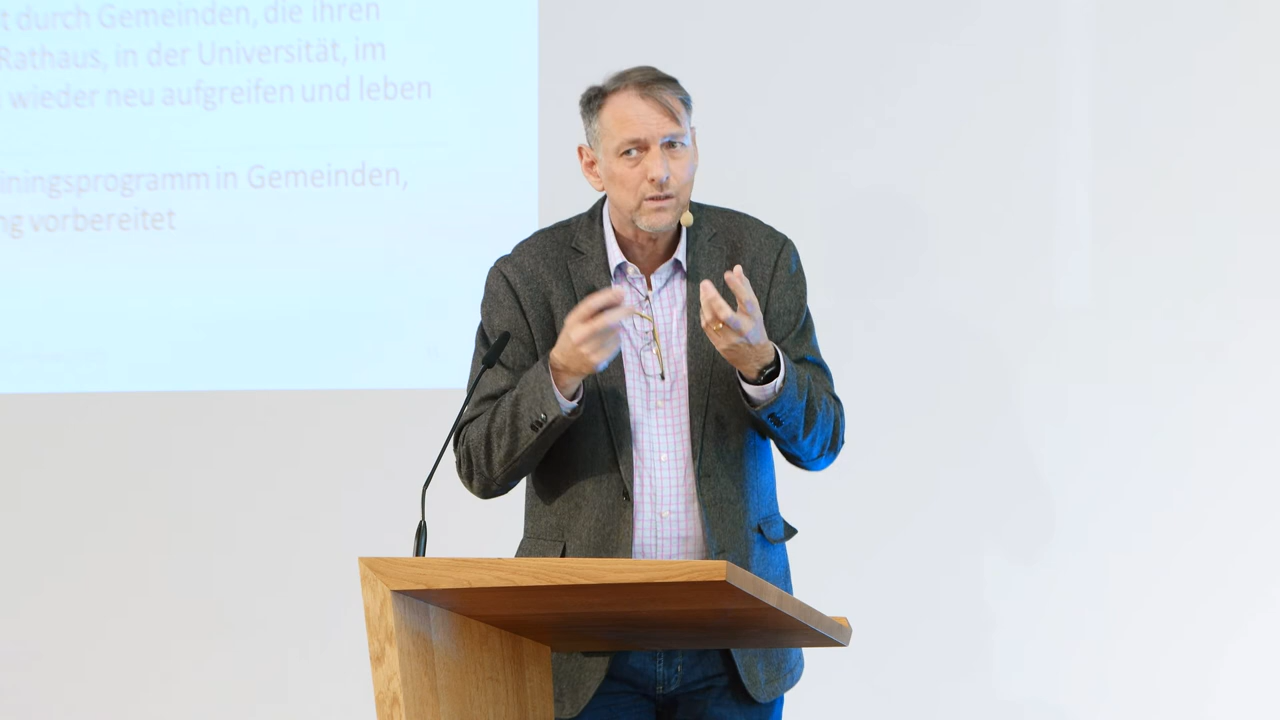 t durch Gemeinden, die ihren
Rathaus, in der Universität, im
wieder neu aufgreifen und leben
iningsprogramm in Gemeinden,
ng vorbereitet